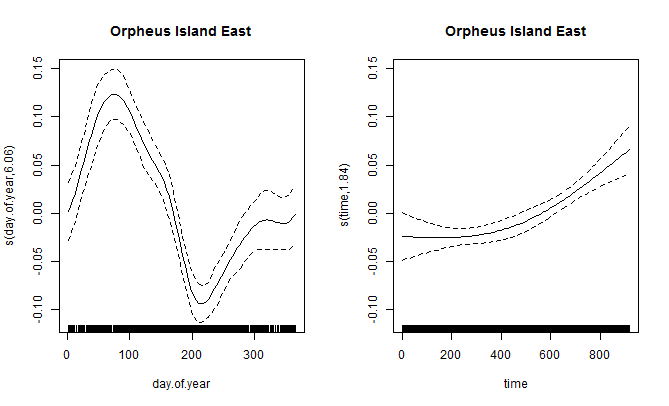 Orpheus Island East
s(day.of.year,6.06)
0.15
0.10
0.05
0.00
-0.05
-0.10
0 100 200 300
day.of.year
Orpheus Island East
s(time,1.84)
0.15
0.10
0.05
0.00
-0.05
-0.10
0 200 400 600 800
time